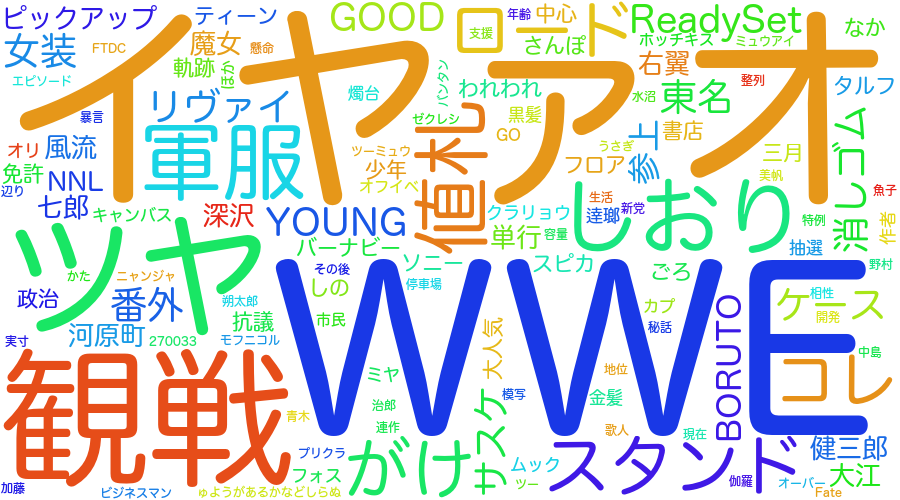 ピックアップ
ティーン
GOOD
ロード
支援
年齢
中心
さんぽ
ReadySet
ホッチキス
ミュウアイ
なか
女装
FTDC
魔女
懸命
イヤァオ
エピソード
軌跡
ほか
燭台
バンタン
われわれ
右翼
整列
タルフ
暴言
リヴァイ
ゼクレシ
黒髪
水沼
東名
オリ
風流
軍服
ツーミュウ
値札
GO
うさぎ
参上
書店
三月
消しゴム
免許
NNL
少年
フロア
美帆
辺り
七郎
オフイベ
生活
魚子
キャンバス
深沢
YOUNG
クラリョウ
逹瑯
新党
しおり
特例
作者
ツヤ
バーナビー
単行
容量
抽選
かた
ニャンジャ
その後
ソニー
スピカ
ごろ
野村
政治
番外
朔太郎
しの
停車場
WWE
カプ
相性
ケース
河原町
抗議
市民
秘話
開発
実寸
270033
モフニコル
大人気
BORUTO
中島
観戦
ミヤ
地位
コレ
模写
金髪
青木
治郎
サスケ
連作
歌人
現在
プリクラ
がけ
スタンド
健三郎
加藤
フォス
ムック
伽羅
大江
ビジネスマン
ゅようがあるかなどしらぬ
ツー
オーバー
Fate